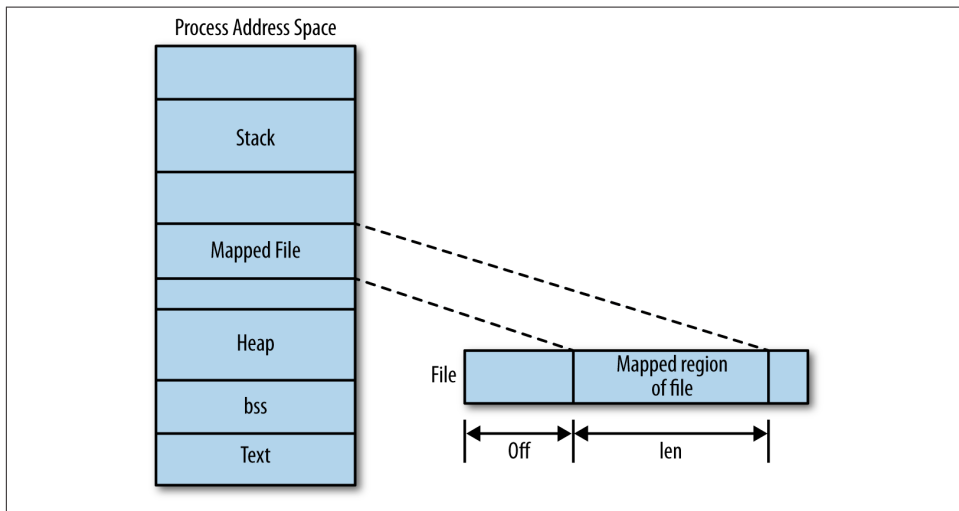 Process Address Space
Stack
Mapped File
Heap
bss
Text
File
Mapped region
of file
Off
len